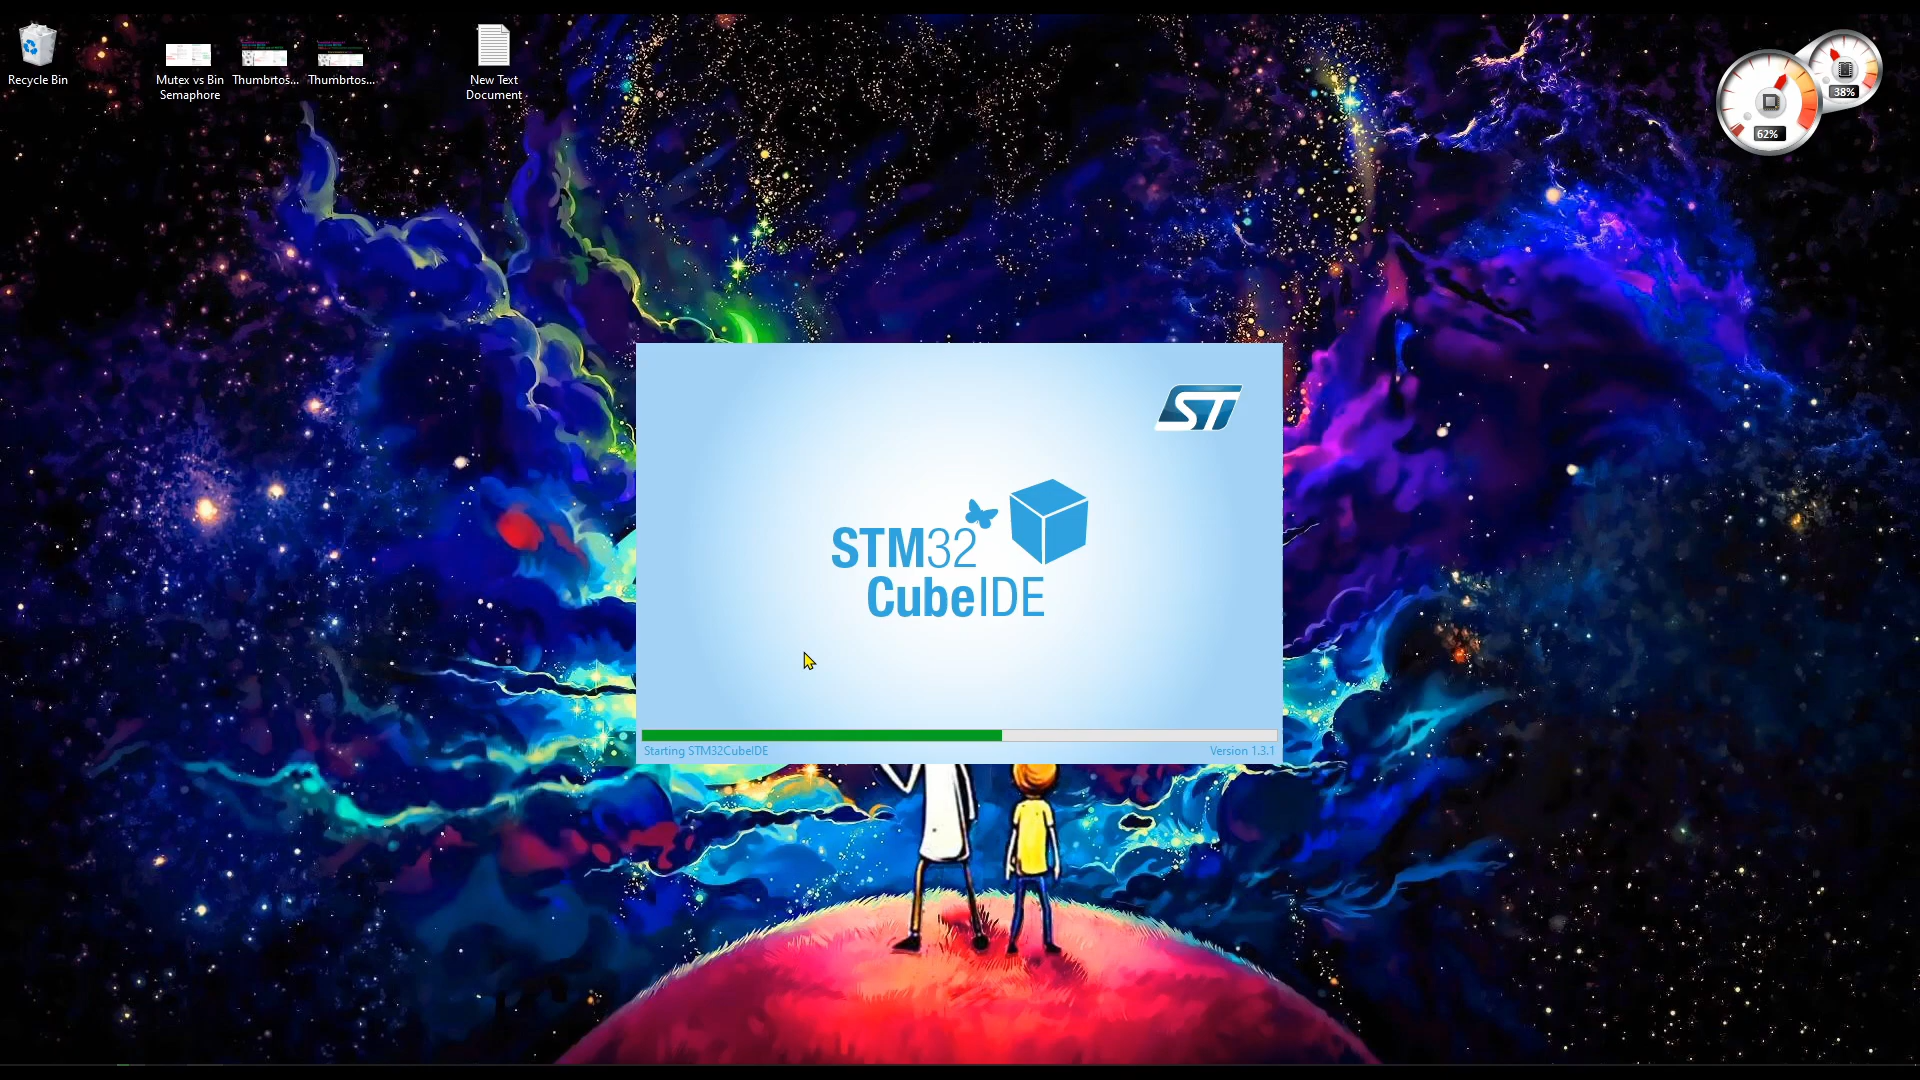 Recycle Bin
Mutex vs Bin
Semaphore
Thumbrtos...
Thumbrtos...
New Text
Document
38%
62%
ST
STM32
CubeIDE
Starting STM32CubeIDE
Version 1.3.1